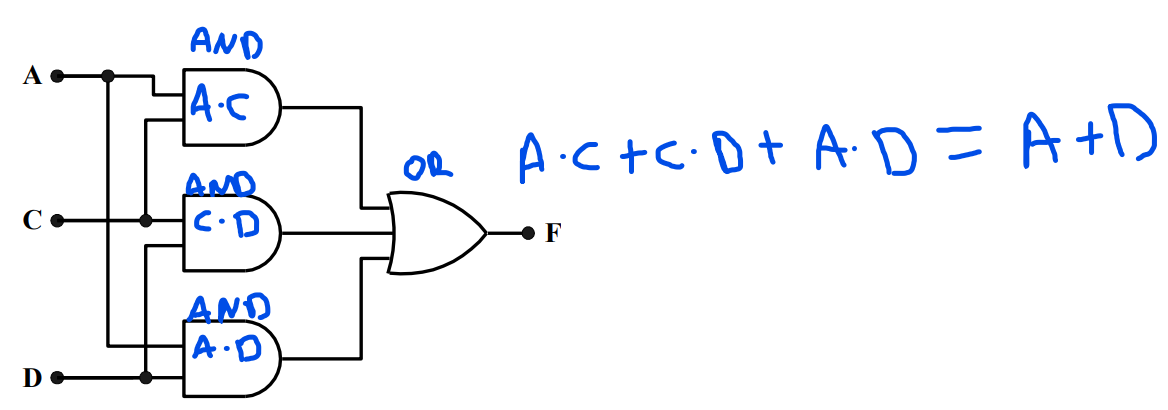 AND
A
A·C
OR
A·C+C·D+A·D=A+D
AND
C
C·D
F
AND
A·D
D